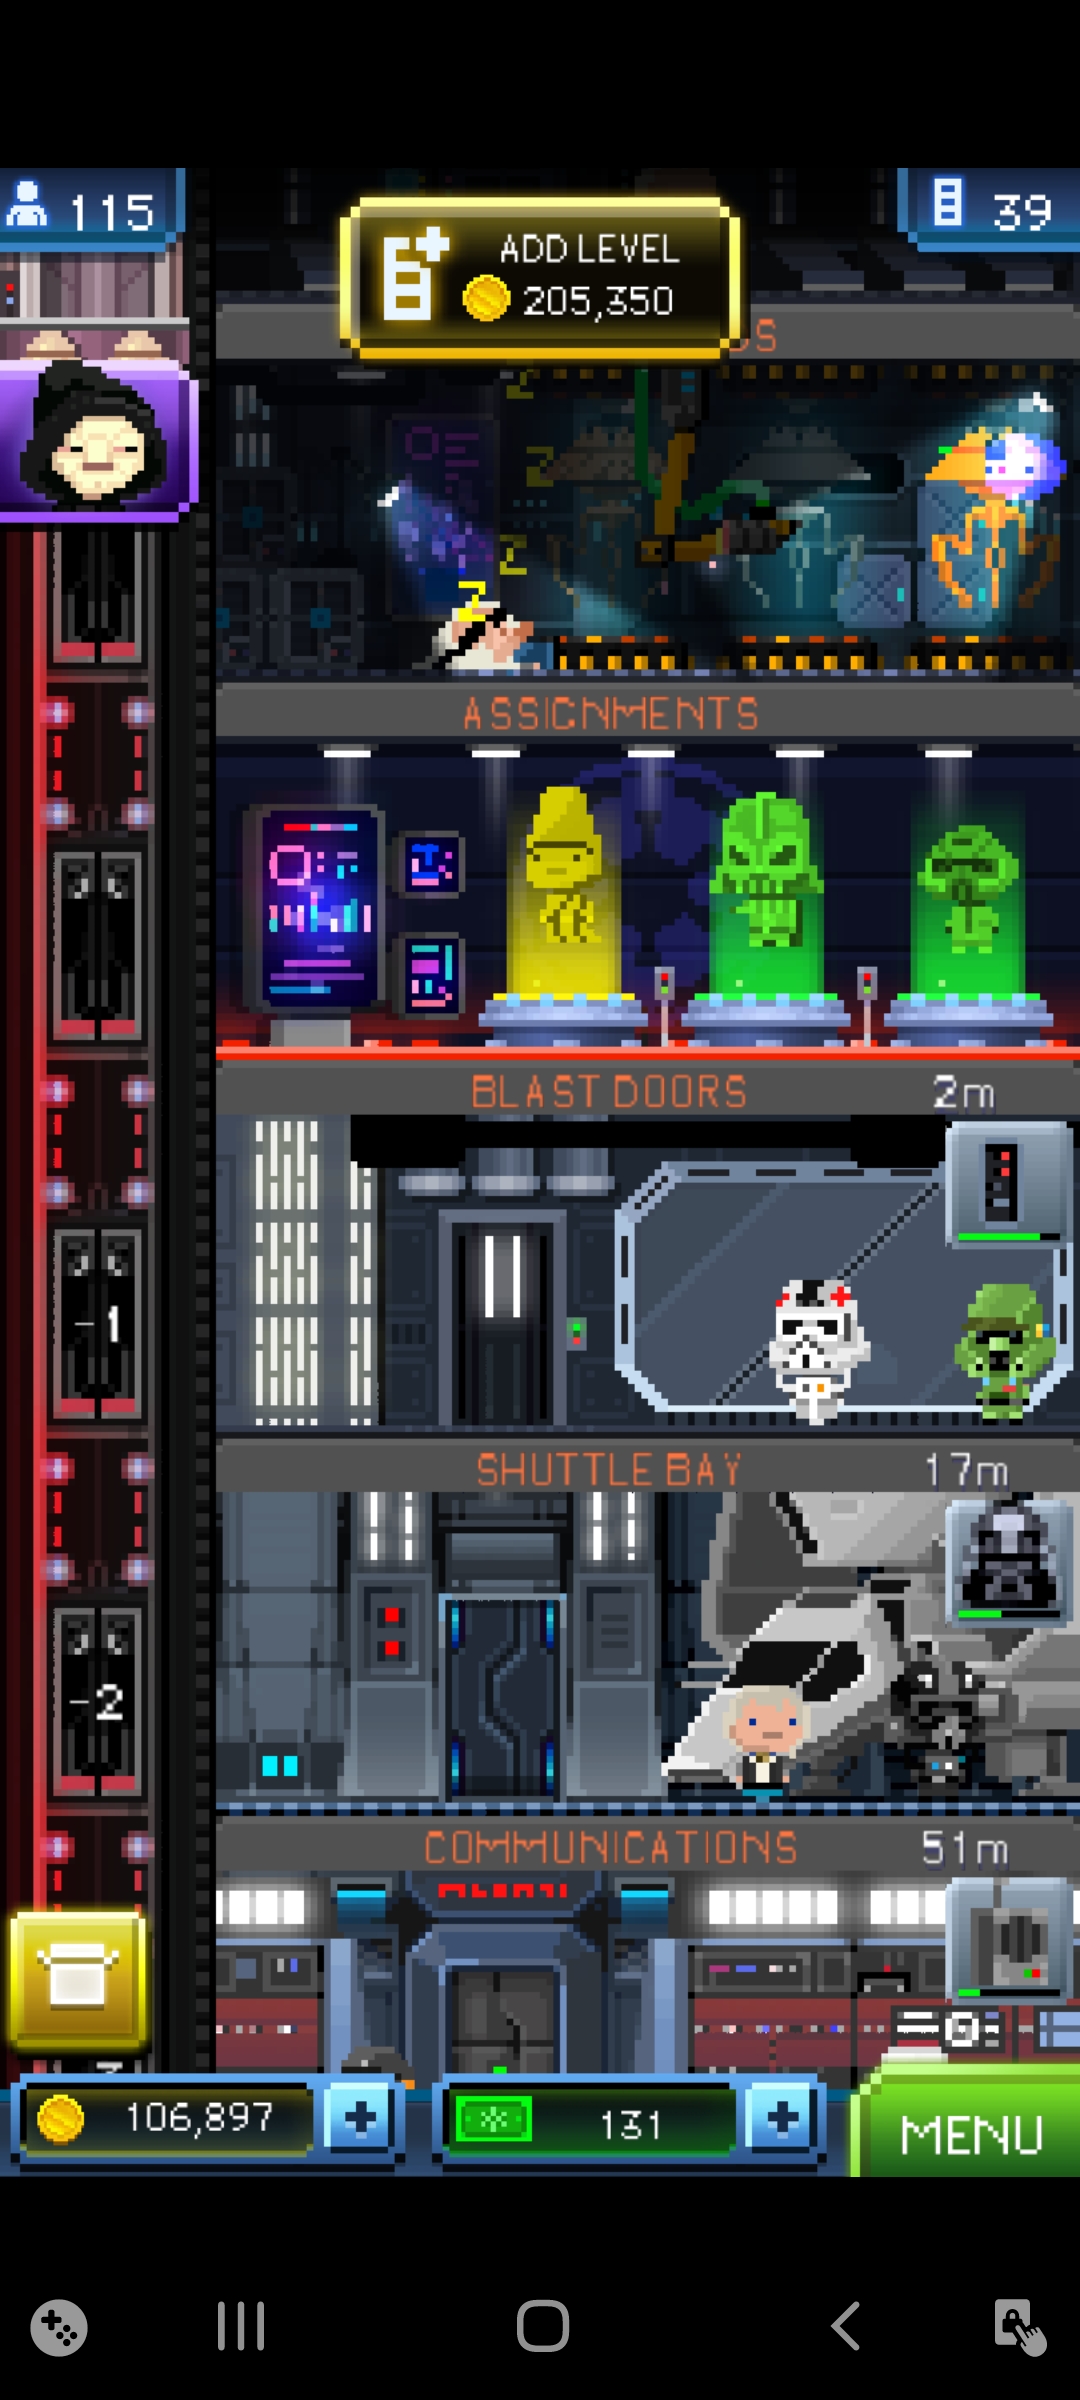 115
39
ADD LEVEL
205,350
DS
Z
Z
Z
Z
ASSIGNMENTS
BLAST DOORS 2m
-1
SHUTTLE BAY 17m
-2
COMMUNICATIONS 51m
106,897
131
MENU